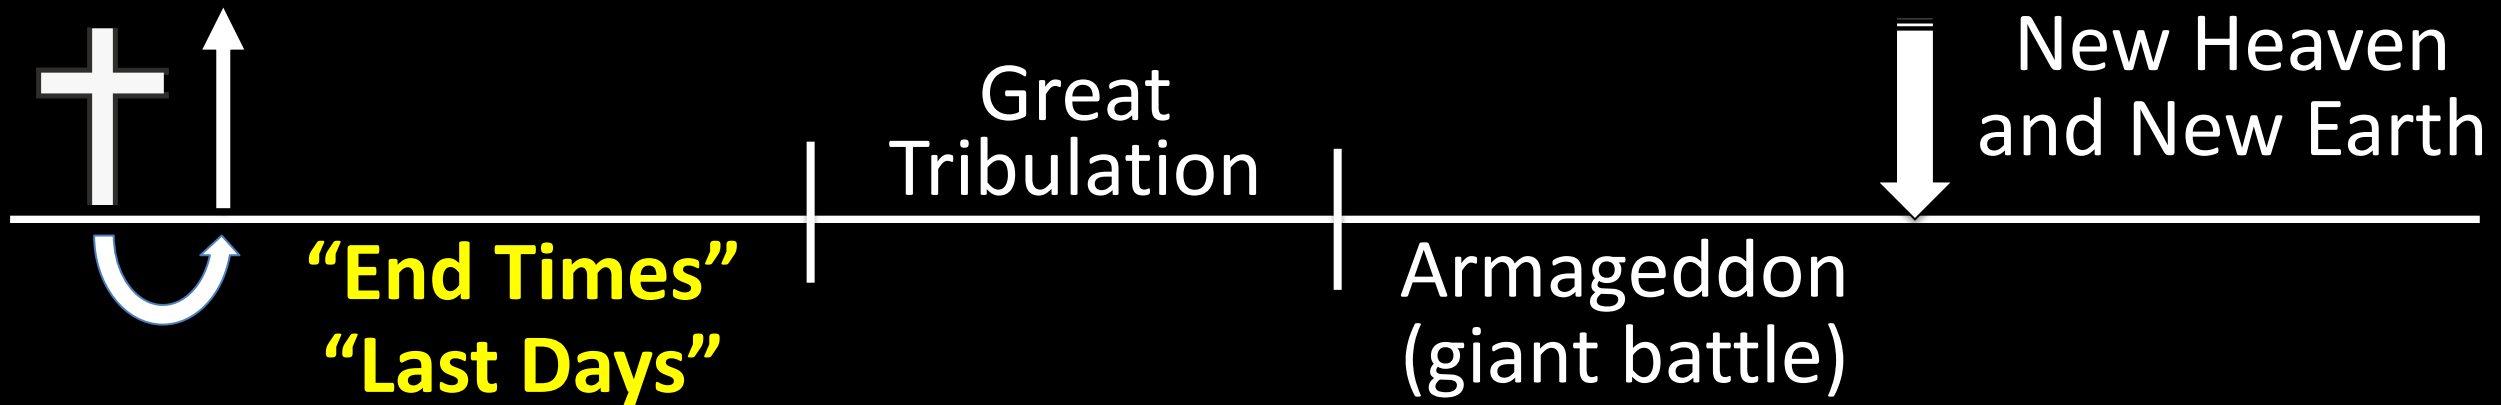 “End Times”
“Last Days”
Great
Tribulation
Armageddon
(giant battle)
New Heaven
and New Earth